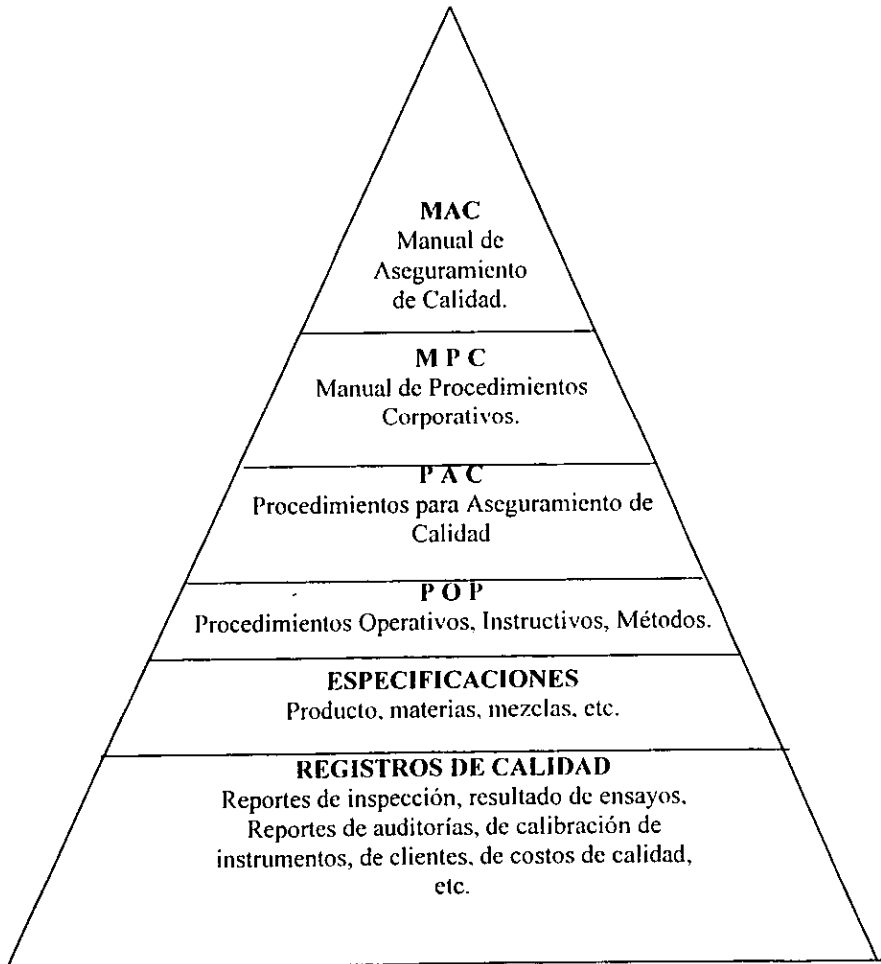 MAC
Manual de
Aseguramiento
de Calidad.
M P C
Manual de Procedimientos
Corporativos.
P A C
Procedimientos para Aseguramiento de
Calidad
P O P
Procedimientos Operativos, Instructivos, Métodos.
ESPECIFICACIONES
Producto, materias, mezclas, etc.
REGISTROS DE CALIDAD
Reportes de inspección, resultado de ensayos.
Reportes de auditorías, de calibración de
instrumentos, de clientes, de costos de calidad,
etc.